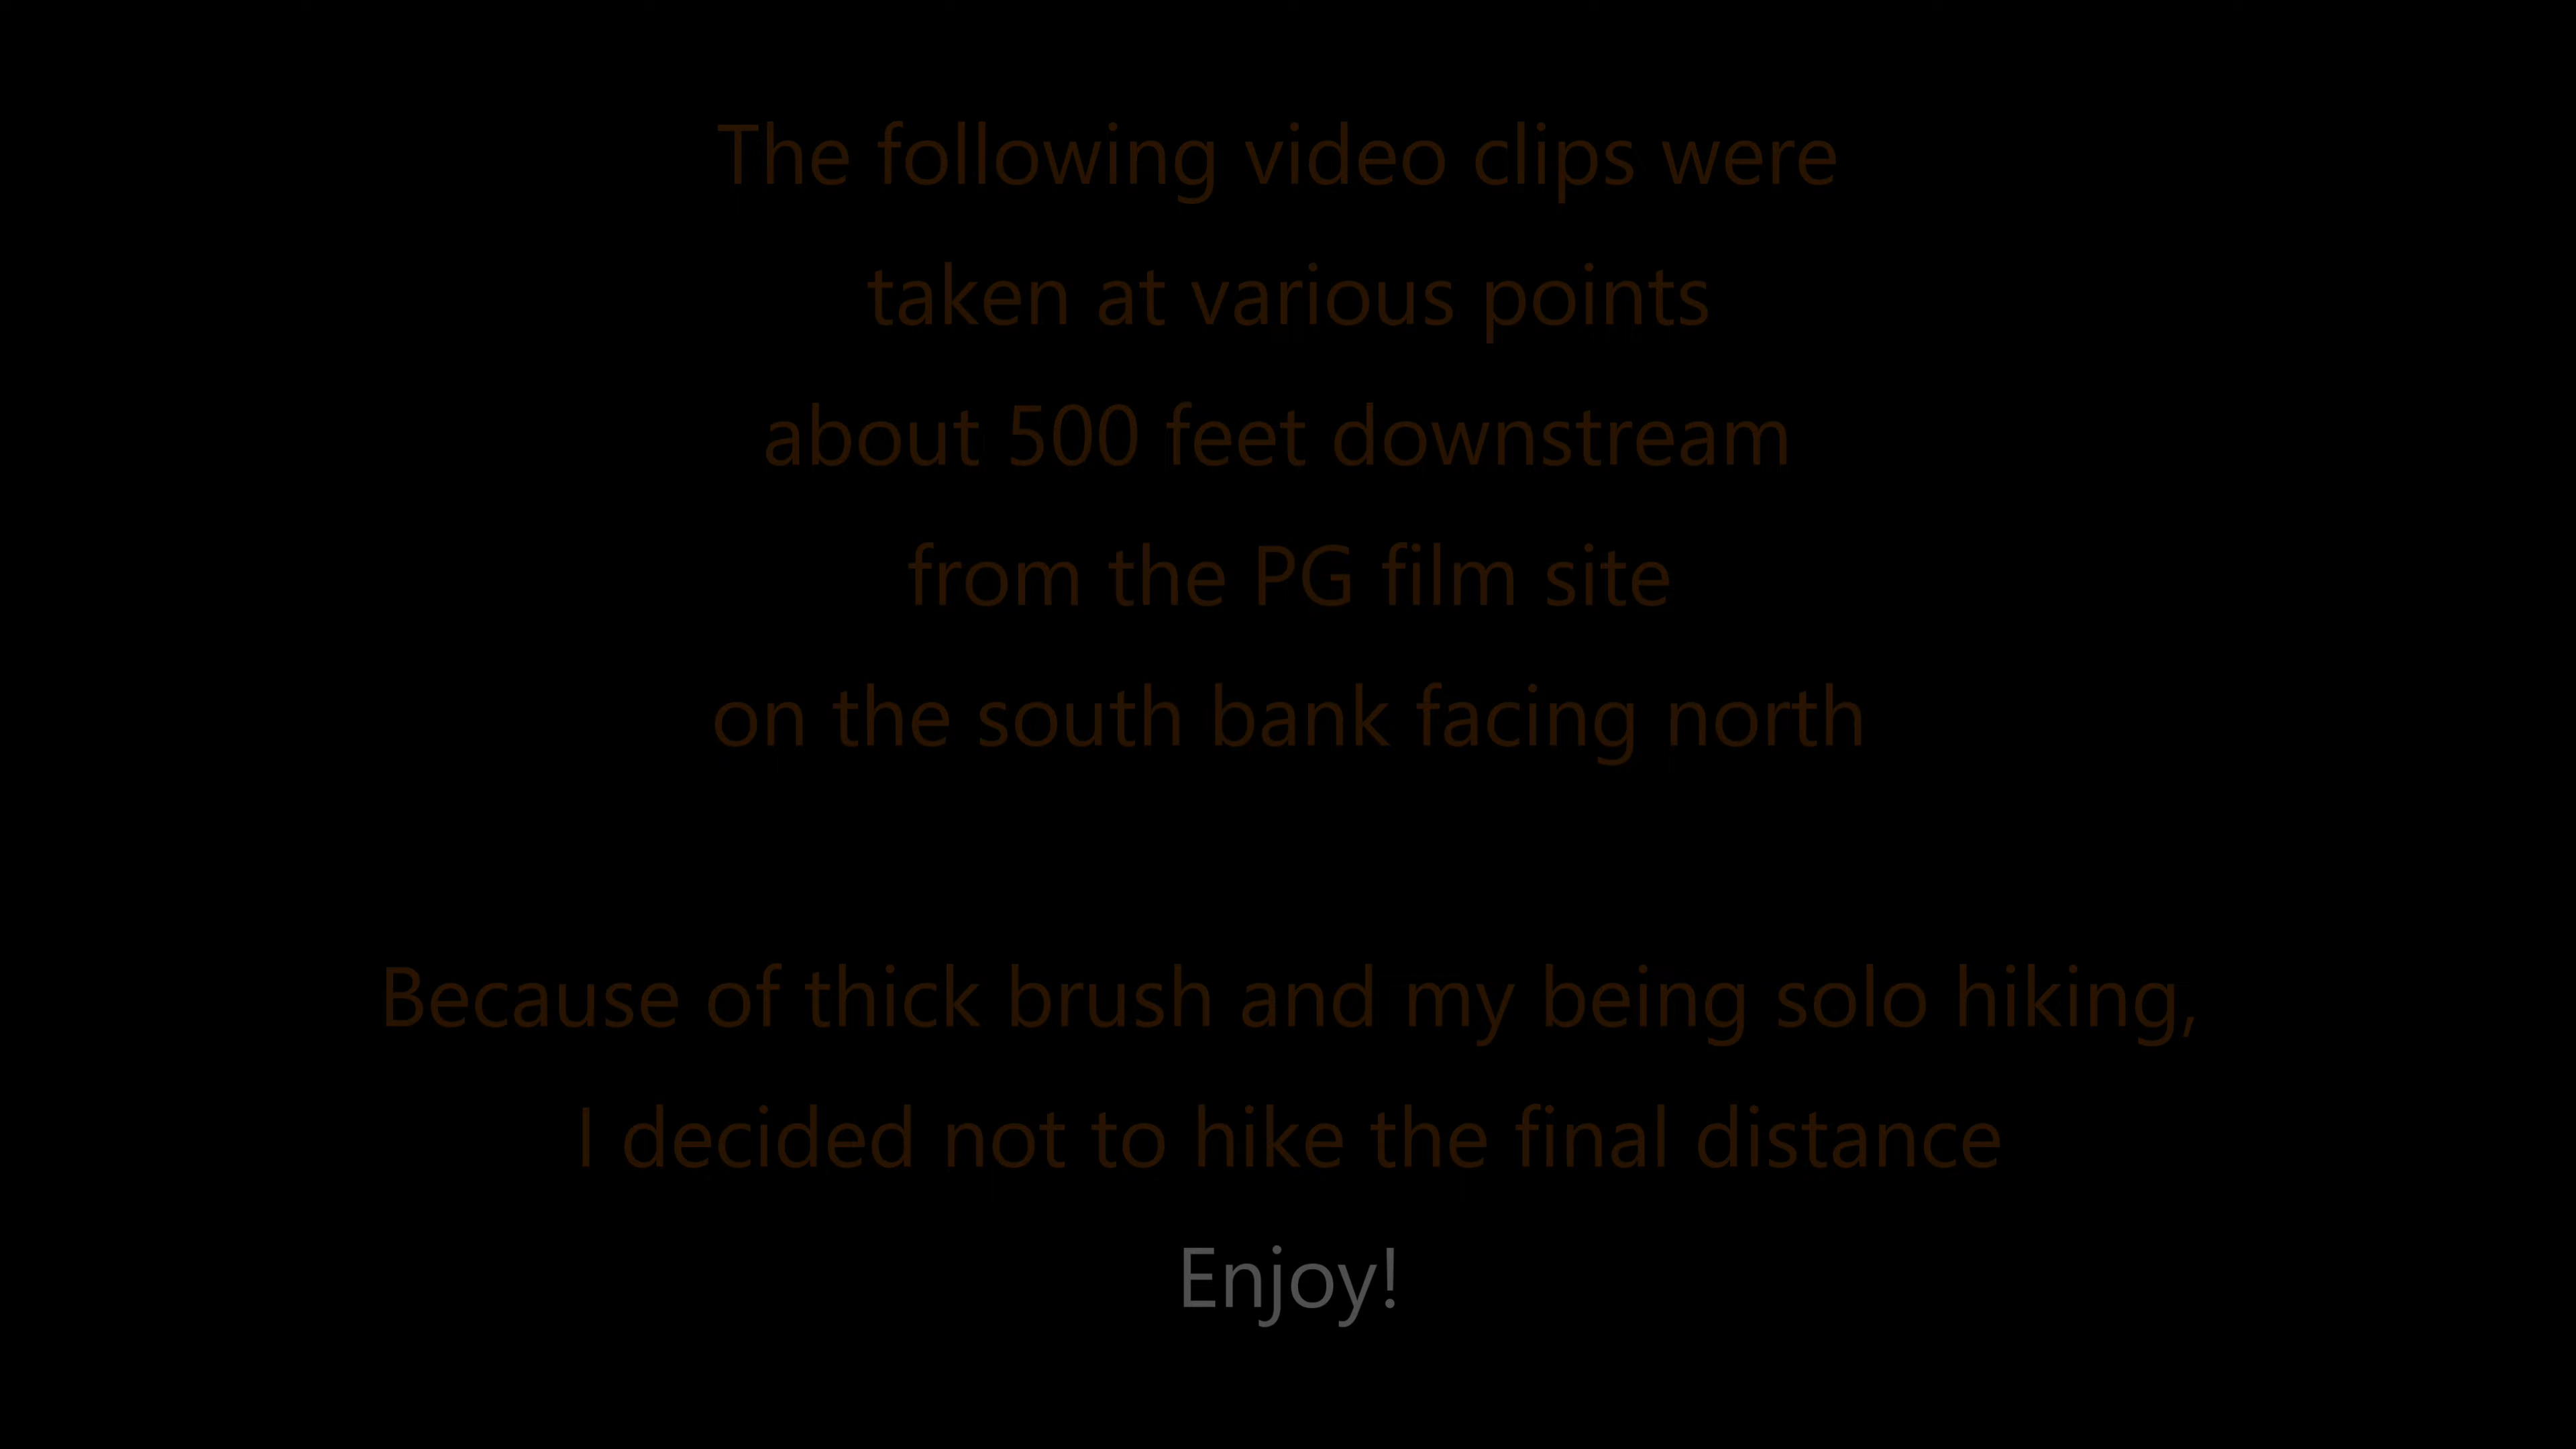 The following video clips were
taken at various points
about 500 feet downstream
from the PG film site
on the south bank facing north
Because of thick brush and my being solo hiking,
I decided not to hike the final distance
Enjoy!